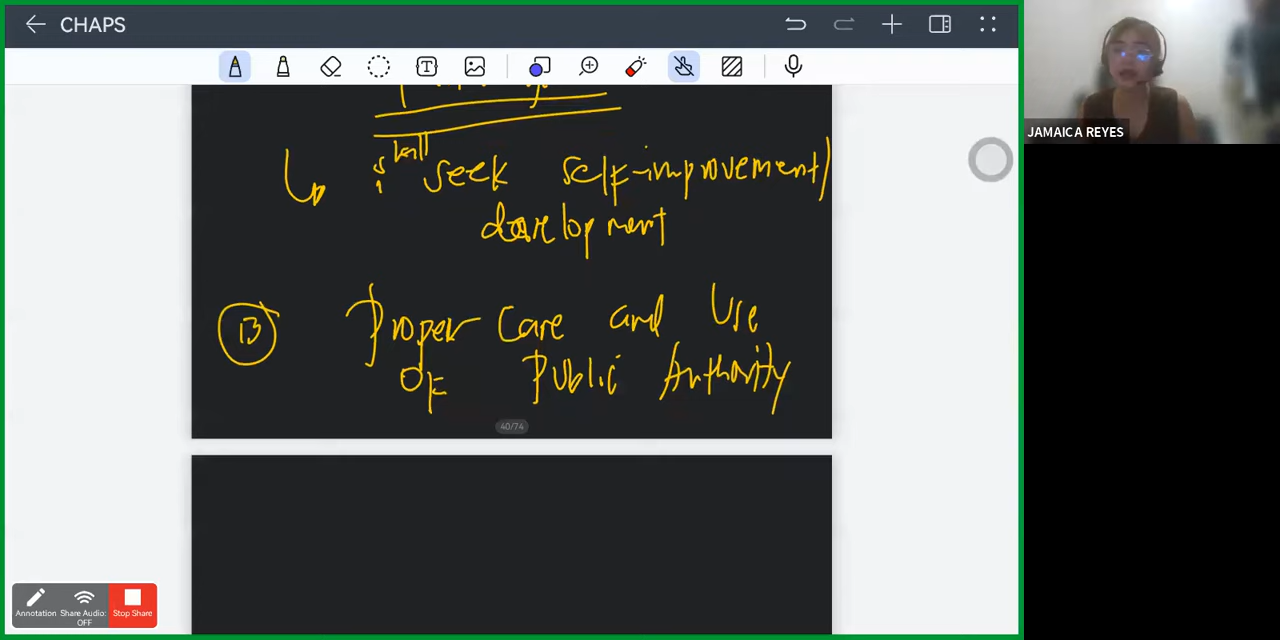 CHAPS
JAMAICA REYES
shall seek self-improvement/
development
13 Proper Care and Use
OF Public Authority
40/74
Annotation Share Audio: OFF Stop Share